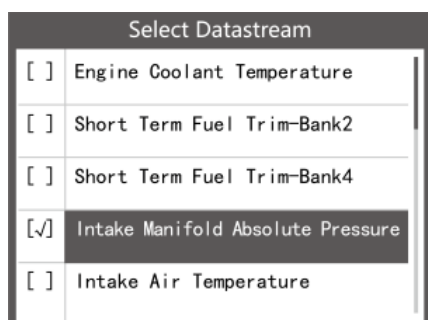 Select Datastream
[ ] Engine Coolant Temperature
[ ] Short Term Fuel Trim-Bank2
[ ] Short Term Fuel Trim-Bank4
[√] Intake Manifold Absolute Pressure
[ ] Intake Air Temperature